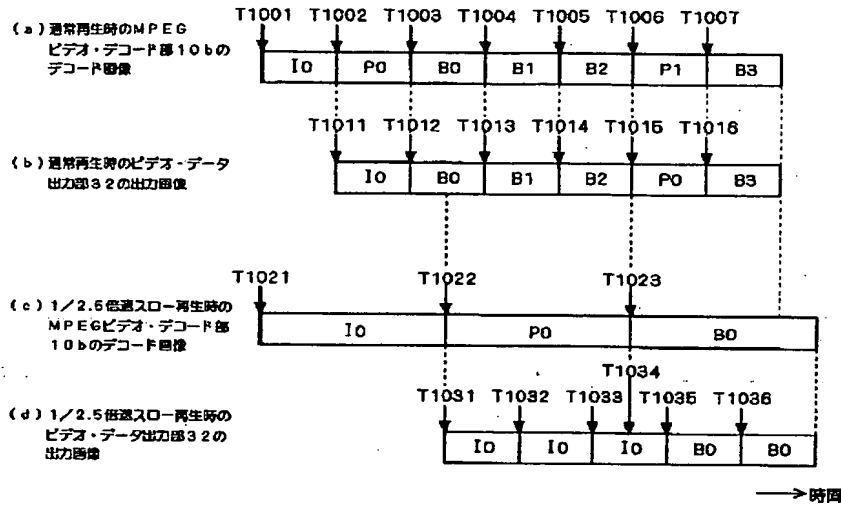 T1001 T1002 T1003 T1004 T1005 T1006 T1007
(a)通常再生時のMPEG
ビデオ・デコード部10bの
デコード画像
I0 P0 B0 B1 B2 P1 B3
T1011 T1012 T1013 T1014 T1015 T1016
(b)通常再生時のビデオ・データ
出力部32の出力画像
I0 B0 B1 B2 P0 B3
T1021 T1022 T1023
(c)1/2.5倍速スロー再生時の
MPEGビデオ・デコード部
10bのデコード画像
I0 P0 B0
T1034
T1031 T1032 T1033 T1035 T1036
(d)1/2.5倍速スロー再生時の
ビデオ・データ出力部32の
出力画像
I0 I0 I0 B0 B0
時間